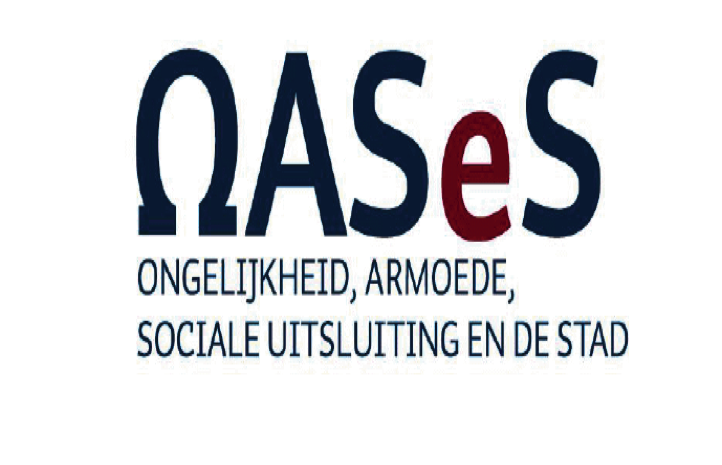 ΩASeS
ONGELIJKHEID, ARMOEDE,
SOCIALE UITSLUITING EN DE STAD